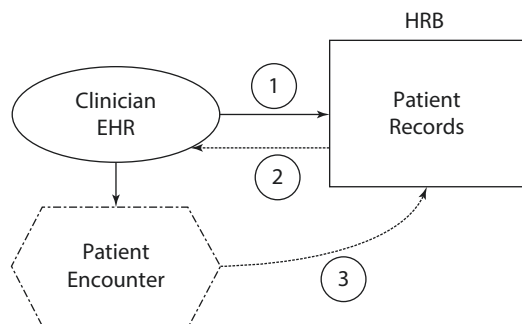 HRB
Clinician
EHR
1
Patient
Records
2
Patient
Encounter
3